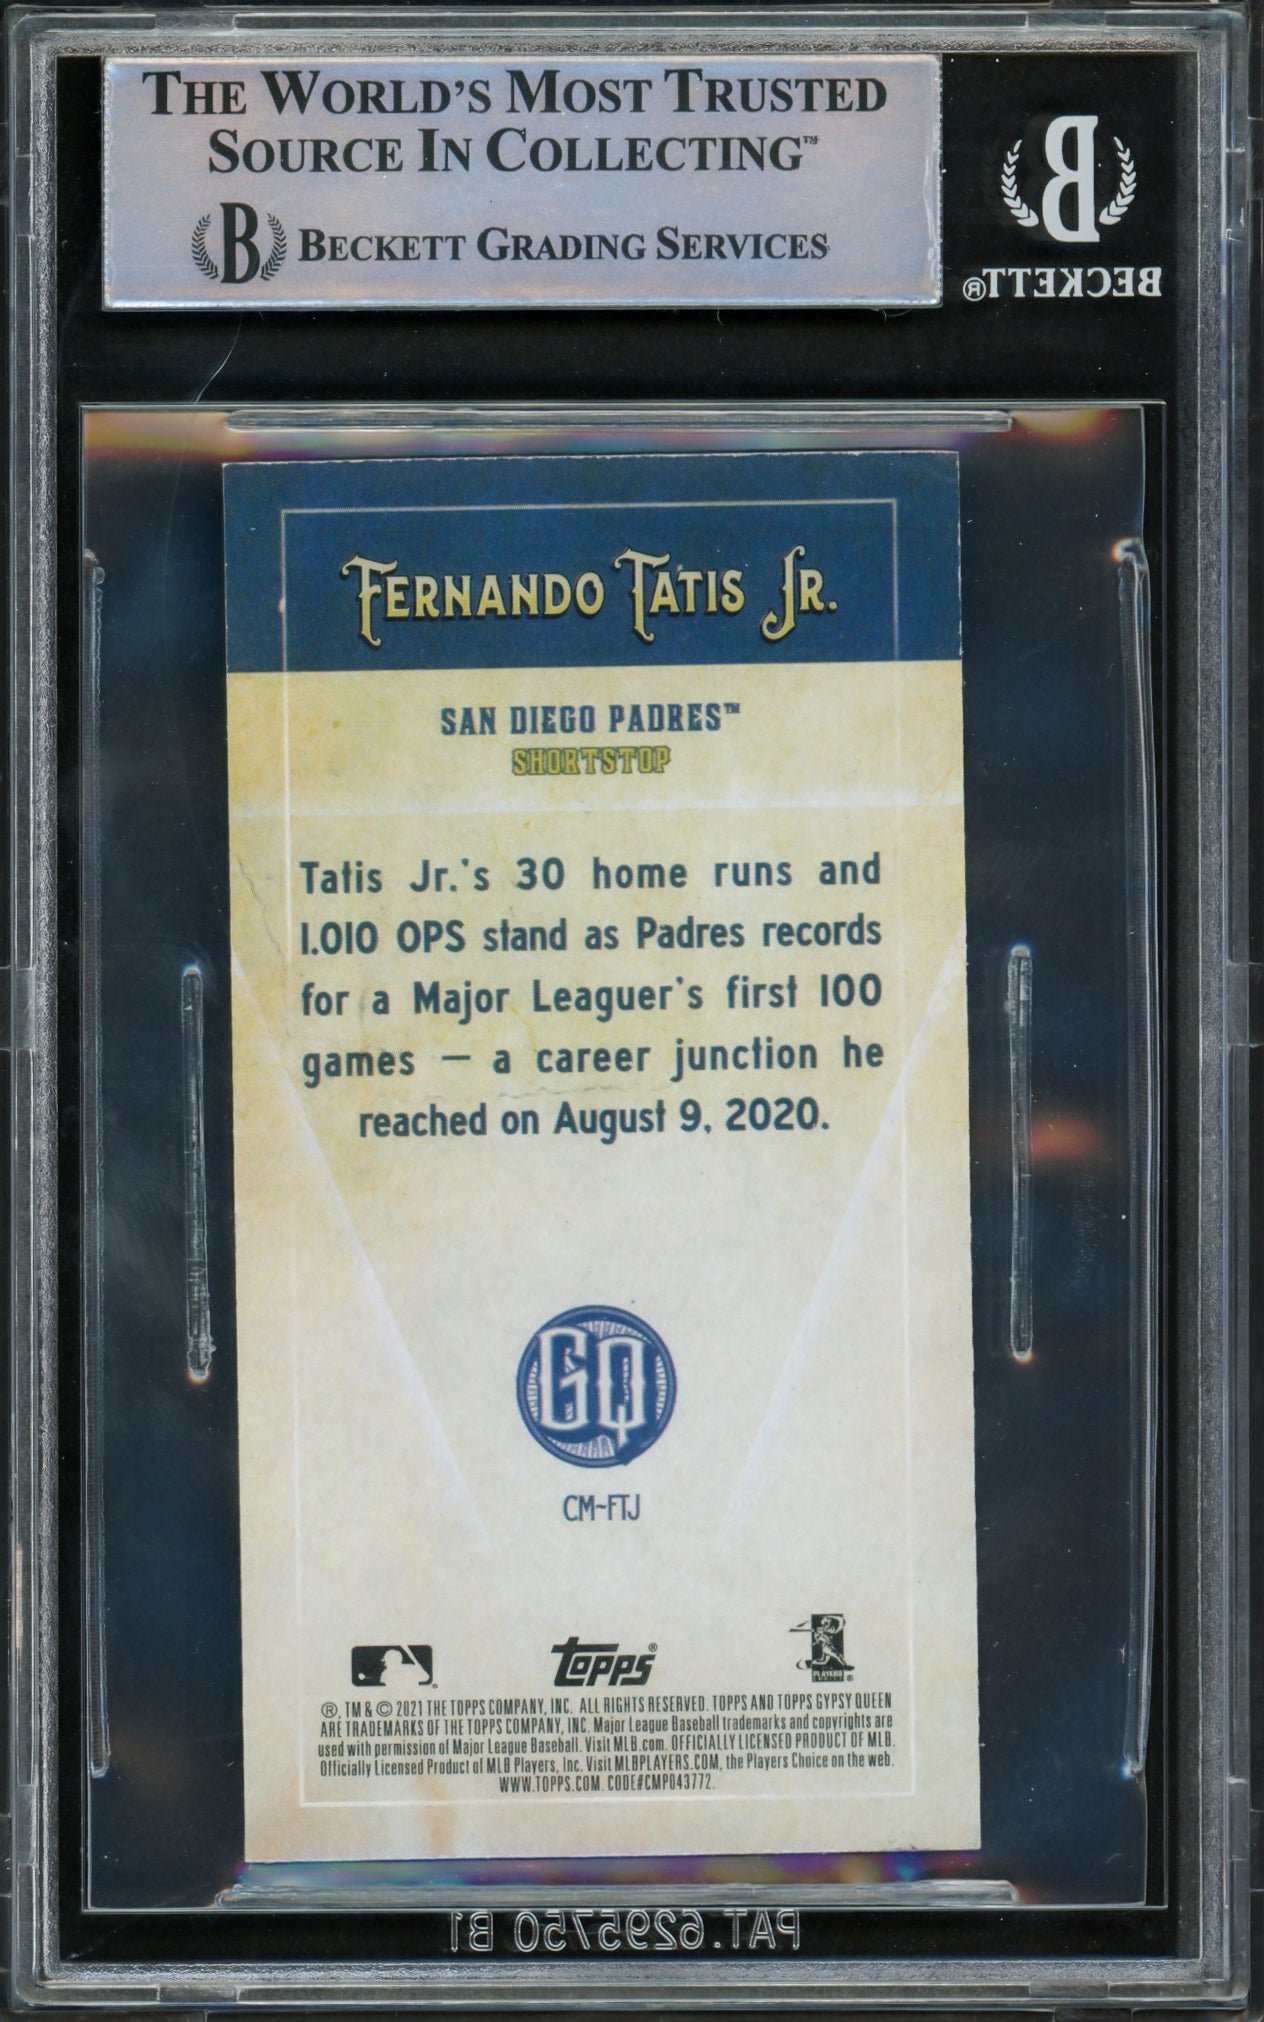 THE WORLD'S MOST TRUSTED
SOURCE IN COLLECTING™
B BECKETT GRADING SERVICES
B
BECKETT®
FERNANDO TATIS JR.
SAN DIEGO PADRES™
SHORTSTOP
Tatis Jr.'s 30 home runs and
1.010 OPS stand as Padres records
for a Major Leaguer's first 100
games — a career junction he
reached on August 9, 2020.
GQ
CM-FTJ
topps®
PLAYERS
®, TM & © 2021 THE TOPPS COMPANY, INC. ALL RIGHTS RESERVED. TOPPS AND TOPPS GYPSY QUEEN
ARE TRADEMARKS OF THE TOPPS COMPANY, INC. Major League Baseball trademarks and copyrights are
used with permission of Major League Baseball. Visit MLB.com. OFFICIALLY LICENSED PRODUCT OF MLB.
Officially Licensed Product of MLB Players, Inc. Visit MLBPLAYERS.COM, the Players Choice on the web.
WWW.TOPPS.COM. CODE#CMP043772.
PAT.6295750 B1